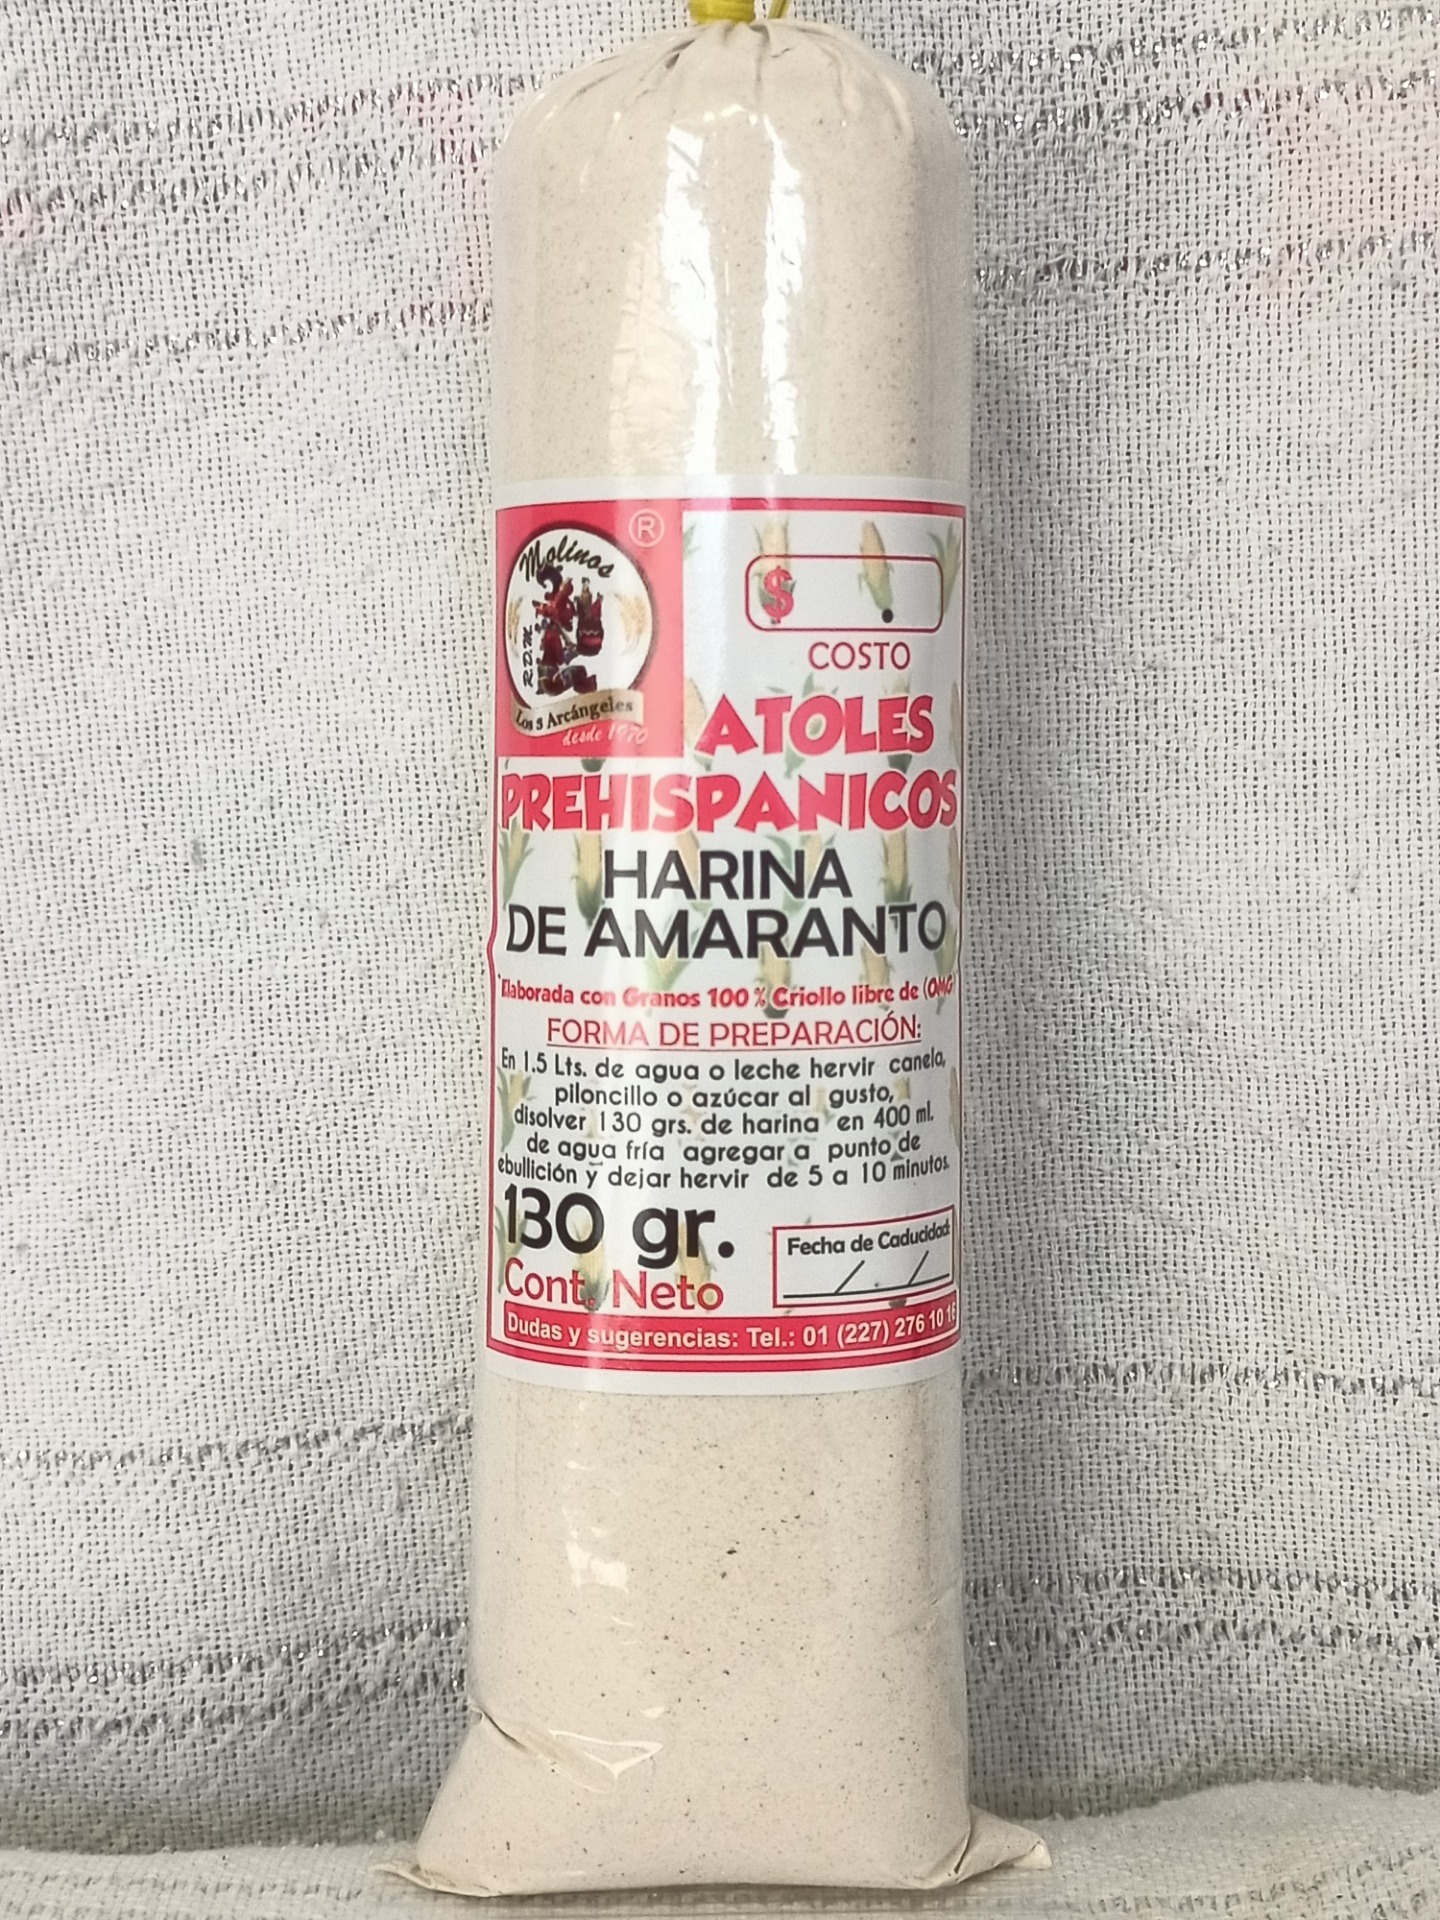 ®
Molinos
R.D.M.
Los 3 Arcángeles
desde 1970
$ .
COSTO
ATOLES
PREHISPANICOS
HARINA
DE AMARANTO
"Elaborada con Granos 100 % Criollo libre de (OMG)
FORMA DE PREPARACIÓN:
En 1.5 Lts. de agua o leche hervir canela,
piloncillo o azúcar al gusto,
disolver 130 grs. de harina en 400 ml.
de agua fría agregar a punto de
ebullición y dejar hervir de 5 a 10 minutos.
130 gr.
Cont. Neto
Fecha de Caducidad:
/ /
Dudas y sugerencias: Tel.: 01 (227) 276 10 16